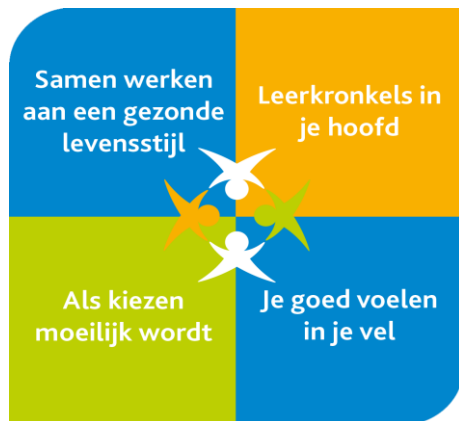 Samen werken
aan een gezonde
levensstijl
Leerkronkels in
je hoofd
Als kiezen
moeilijk wordt
Je goed voelen
in je vel